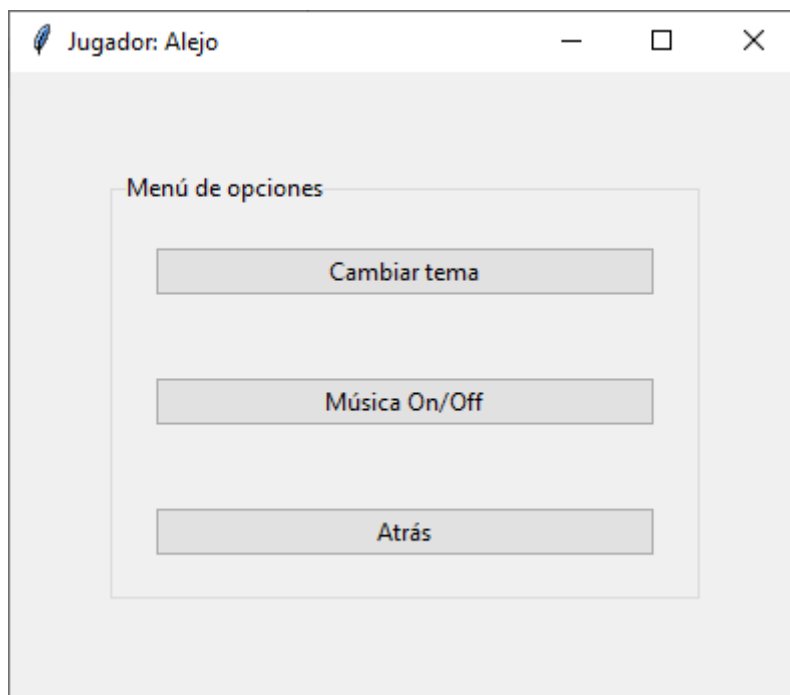 Jugador: Alejo
Menú de opciones
Cambiar tema
Música On/Off
Atrás